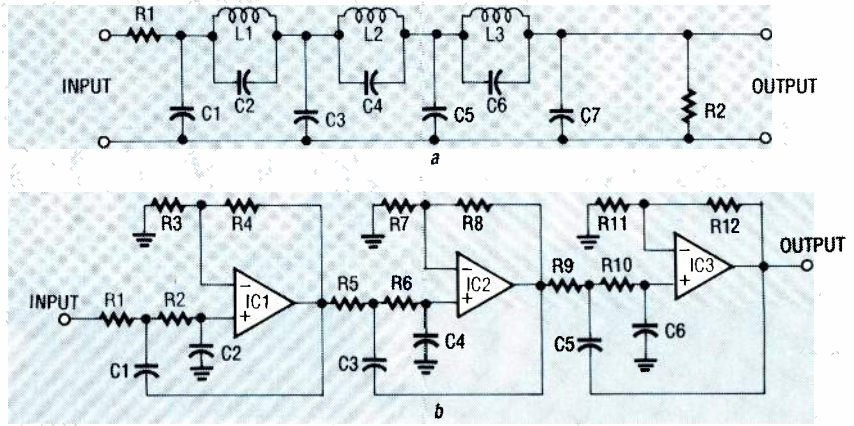 R1 L1 L2 L3
INPUT C2 C4 C6 OUTPUT
C1 C3 C5 C7 R2
a
R3 R4 R7 R8 R11 R12
OUTPUT
INPUT R1 R2 − + IC1 R5 R6 − + IC2 R9 R10 − + IC3
C1 C2 C3 C4 C5 C6
b